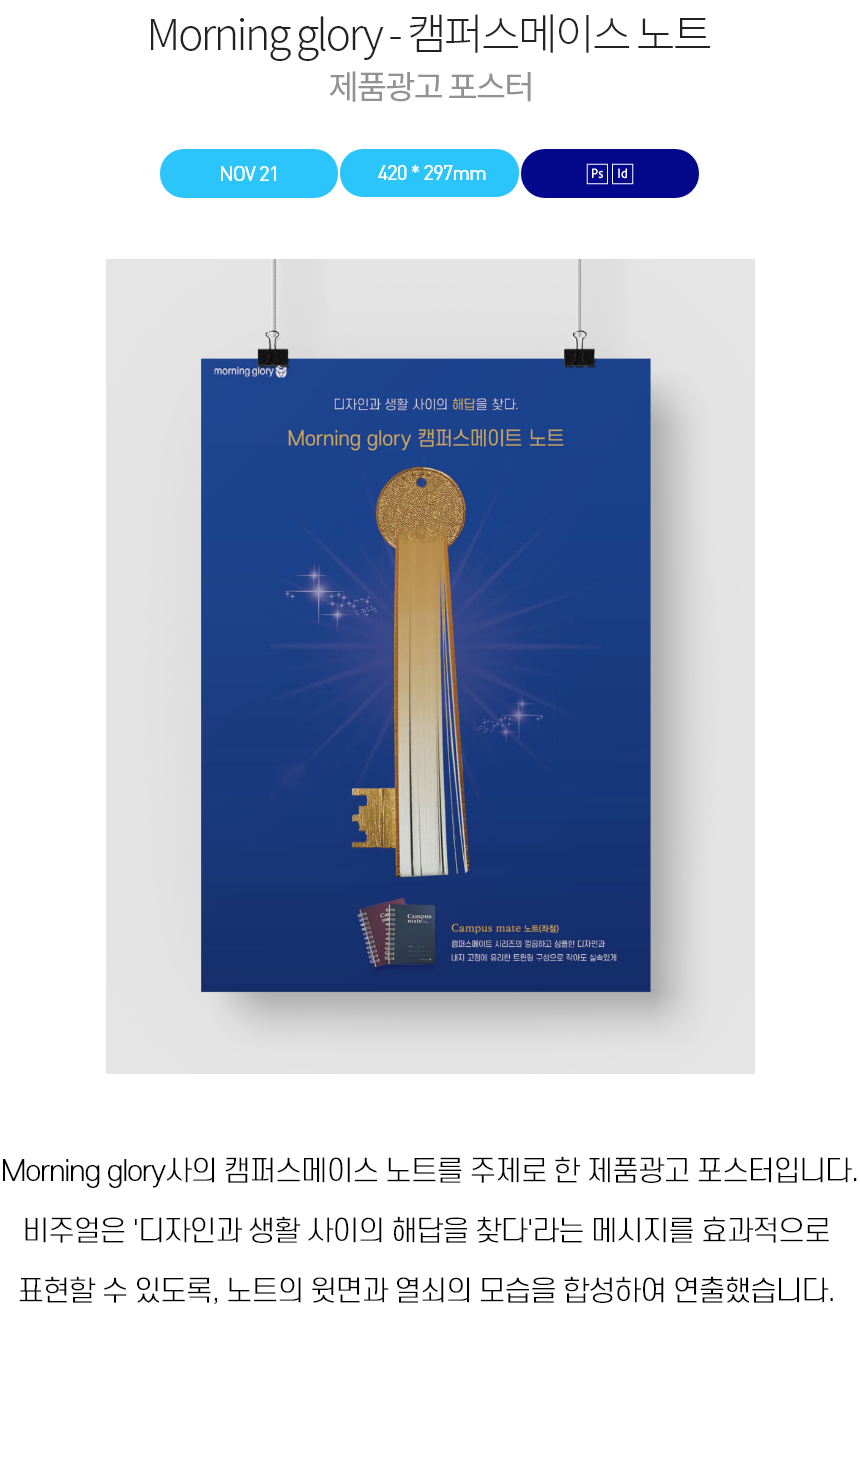 Morning glory - 캠퍼스메이스 노트
제품광고 포스터
NOV 21
420 * 297mm
Ps Id
morning glory
디자인과 생활 사이의 해답을 찾다.
Morning glory 캠퍼스메이트 노트
Campus mate
Campus mate 노트(좌철)
캠퍼스메이트 시리즈의 깔끔하고 심플한 디자인과
내지 고정에 유리한 트윈링 구성으로 작아도 실속있게
Morning glory사의 캠퍼스메이스 노트를 주제로 한 제품광고 포스터입니다.
비주얼은 '디자인과 생활 사이의 해답을 찾다'라는 메시지를 효과적으로
표현할 수 있도록, 노트의 윗면과 열쇠의 모습을 합성하여 연출했습니다.